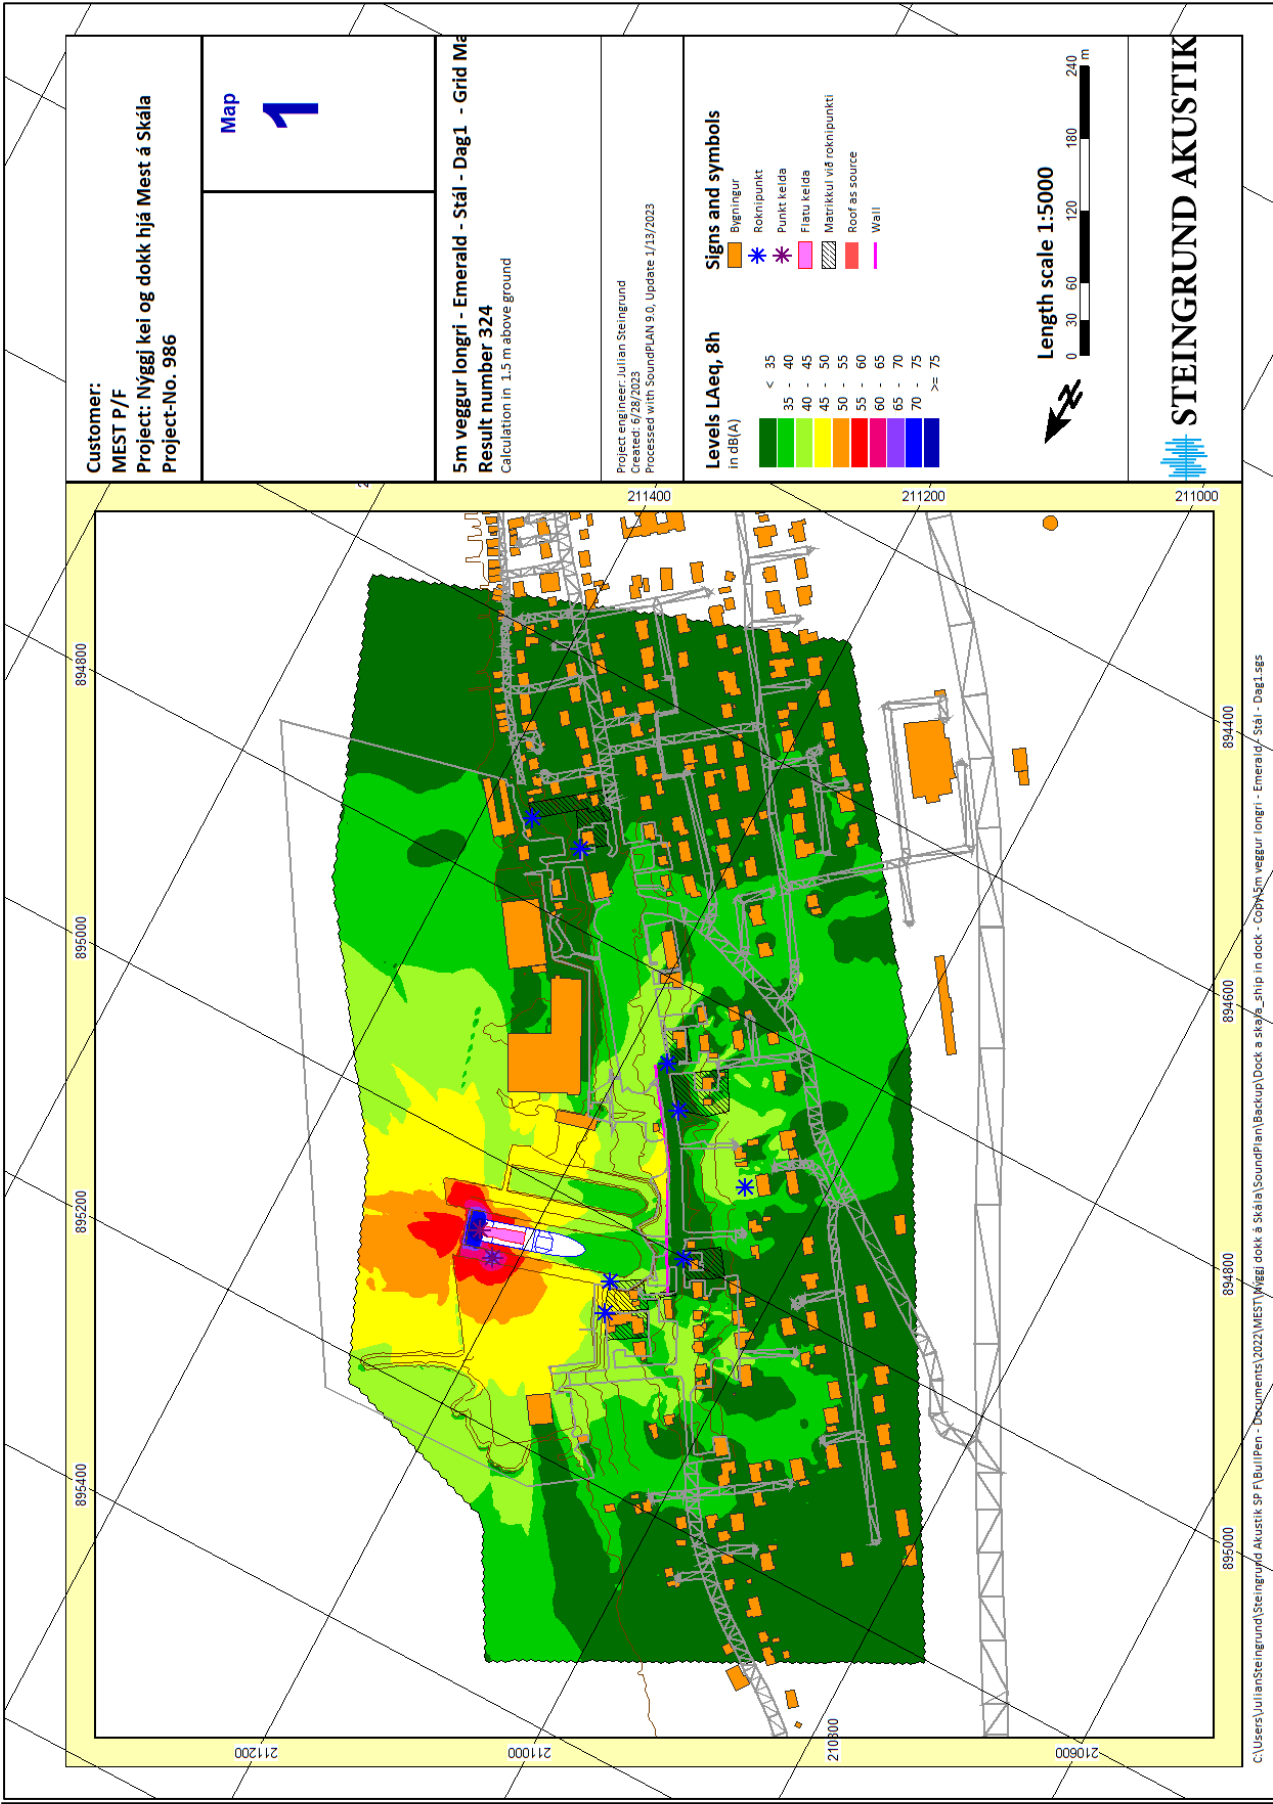 Customer:
MEST P/F
Project: Nýggj kei og dokk hjá Mest á Skála
Project-No. 986
Map
1
5m veggur longri - Emerald - Stál - Dag1 - Grid Ma
Result number 324
Calculation in 1.5 m above ground
Project engineer: Julian Steingrund
Created: 6/28/2023
Processed with SoundPLAN 9.0, Update 1/13/2023
Levels LAeq, 8h
in dB(A)
< 35
35 - 40
40 - 45
45 - 50
50 - 55
55 - 60
60 - 65
65 - 70
70 - 75
>= 75
Signs and symbols
Bygningur
Roknipunkt
Punkt kelda
Flatu kelda
Matrikkul við roknipunkti
Roof as source
Wall
Length scale 1:5000
0 30 60 120 180 240
m
STEINGRUND AKUSTIK
894800
895000
895200
895400
211400
211200
211000
894400
894600
894800
895000
211200
211000
210800
210600
C:\Users\JulianSteingrund\Steingrund Akustik SP F\BullPen - Documents\2022\MEST\Nýggj dokk á Skála\SoundPlan\Backup\Dock a skala_ship in dock - Copy\5m veggur longri - Emerald - Stál - Dag1.sgs